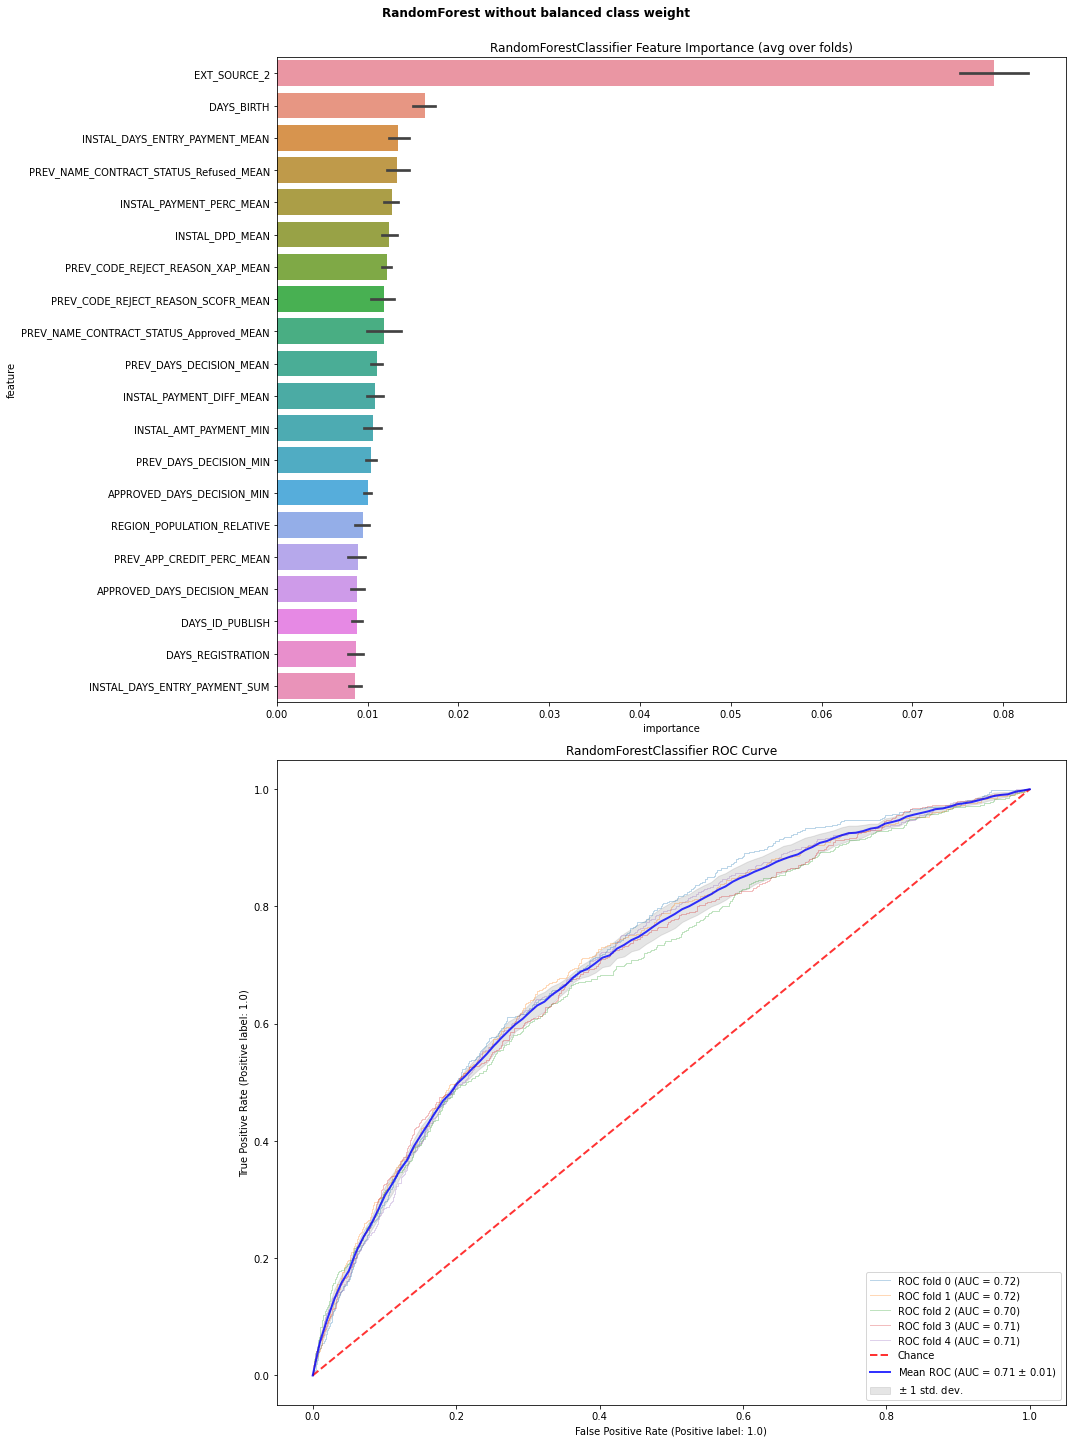 RandomForest without balanced class weight
RandomForestClassifier Feature Importance (avg over folds)
feature
EXT_SOURCE_2
DAYS_BIRTH
INSTAL_DAYS_ENTRY_PAYMENT_MEAN
PREV_NAME_CONTRACT_STATUS_Refused_MEAN
INSTAL_PAYMENT_PERC_MEAN
INSTAL_DPD_MEAN
PREV_CODE_REJECT_REASON_XAP_MEAN
PREV_CODE_REJECT_REASON_SCOFR_MEAN
PREV_NAME_CONTRACT_STATUS_Approved_MEAN
PREV_DAYS_DECISION_MEAN
INSTAL_PAYMENT_DIFF_MEAN
INSTAL_AMT_PAYMENT_MIN
PREV_DAYS_DECISION_MIN
APPROVED_DAYS_DECISION_MIN
REGION_POPULATION_RELATIVE
PREV_APP_CREDIT_PERC_MEAN
APPROVED_DAYS_DECISION_MEAN
DAYS_ID_PUBLISH
DAYS_REGISTRATION
INSTAL_DAYS_ENTRY_PAYMENT_SUM
0.00 0.01 0.02 0.03 0.04 0.05 0.06 0.07 0.08
importance
RandomForestClassifier ROC Curve
True Positive Rate (Positive label: 1.0)
1.0
0.8
0.6
0.4
0.2
0.0
ROC fold 0 (AUC = 0.72)
ROC fold 1 (AUC = 0.72)
ROC fold 2 (AUC = 0.70)
ROC fold 3 (AUC = 0.71)
ROC fold 4 (AUC = 0.71)
Chance
Mean ROC (AUC = 0.71 ± 0.01)
± 1 std. dev.
0.0 0.2 0.4 0.6 0.8 1.0
False Positive Rate (Positive label: 1.0)